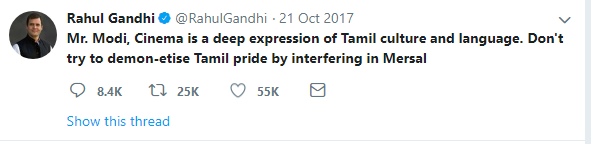 Rahul Gandhi @RahulGandhi · 21 Oct 2017
Mr. Modi, Cinema is a deep expression of Tamil culture and language. Don't
try to demon-etise Tamil pride by interfering in Mersal
8.4K 25K 55K
Show this thread